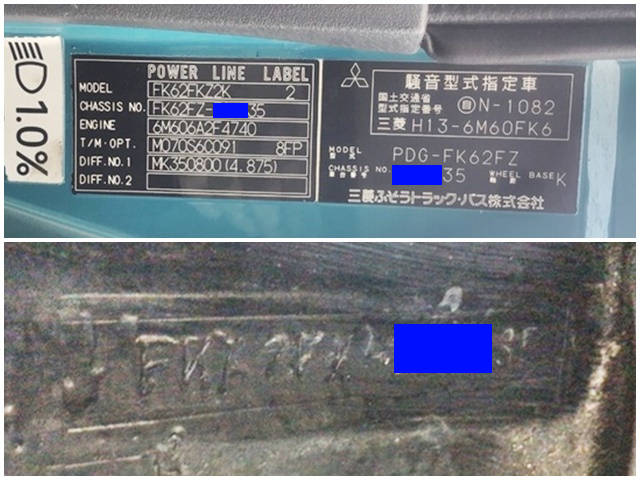 1.0%
POWER LINE LABEL
MODEL FK62FKZ2K 2
CHASSIS NO. FK62FZ- 35
ENGINE 6M606A2F4740
T/M·OPT. M070S60091 8FP
DIFF.NO.1 MK350800(4.875)
DIFF.NO.2
騒音型式指定車
国土交通省
型式指定番号 自N-1082
三菱 H13-6M60FK6
MODEL PDG-FK62FZ
型式
CHASSIS NO. 35 WHEEL BASE K
車台番号 軸距
三菱ふそうトラック・バス株式会社